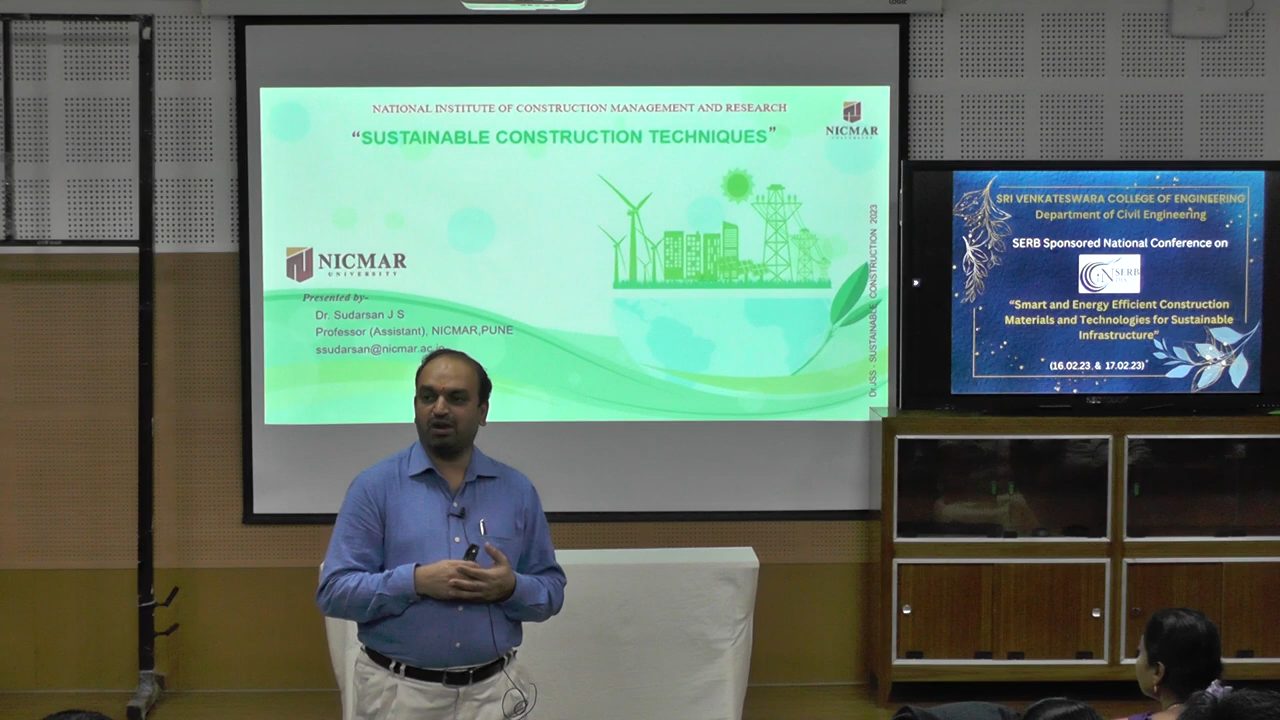 NATIONAL INSTITUTE OF CONSTRUCTION MANAGEMENT AND RESEARCH
“SUSTAINABLE CONSTRUCTION TECHNIQUES”
NICMAR
UNIVERSITY
NICMAR
UNIVERSITY
Presented by-
Dr. Sudarsan J S
Professor (Assistant), NICMAR,PUNE
ssudarsan@nicmar.ac.in
Dr.JSS - SUSTAINABLE CONSTRUCTION 2023
SRI VENKATESWARA COLLEGE OF ENGINEERING
Department of Civil Engineering
SERB Sponsored National Conference on
SERB
“Smart and Energy Efficient Construction
Materials and Technologies for Sustainable
Infrastructure”
(16.02.23 & 17.02.23)